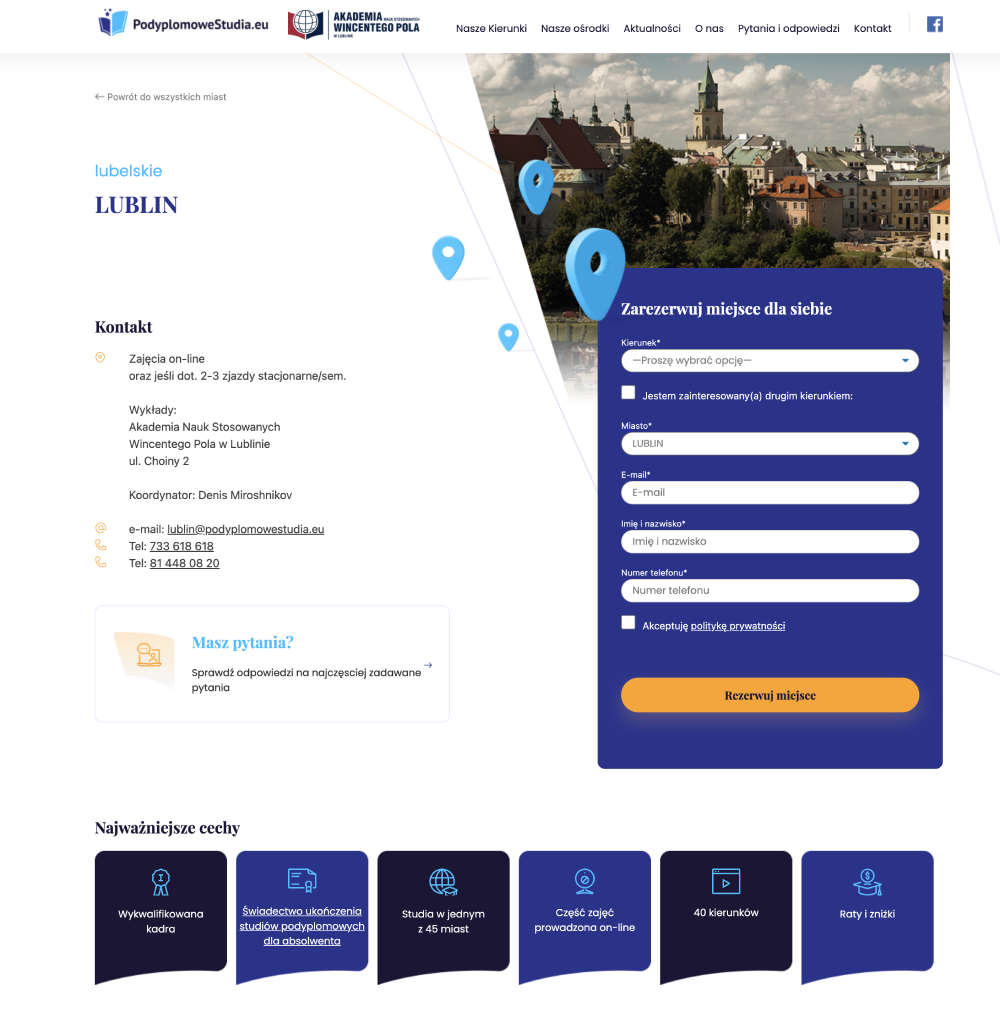 PodyplomoweStudia.eu
AKADEMIA NAUK STOSOWANYCH
WINCENTEGO POLA
W LUBLINIE
Nasze Kierunki
Nasze ośrodki
Aktualności
O nas
Pytania i odpowiedzi
Kontakt
← Powrót do wszystkich miast
lubelskie
LUBLIN
Kontakt
Zajęcia on-line
oraz jeśli dot. 2-3 zjazdy stacjonarne/sem.
Wykłady:
Akademia Nauk Stosowanych
Wincentego Pola w Lublinie
ul. Choiny 2
Koordynator: Denis Miroshnikov
e-mail: lublin@podyplomowestudia.eu
Tel: 733 618 618
Tel: 81 448 08 20
Masz pytania?
Sprawdź odpowiedzi na najczęsciej zadawane
pytania
Zarezerwuj miejsce dla siebie
Kierunek*
—Proszę wybrać opcję—
Jestem zainteresowany(a) drugim kierunkiem:
Miasto*
LUBLIN
E-mail*
E-mail
Imię i nazwisko*
Imię i nazwisko
Numer telefonu*
Numer telefonu
Akceptuję politykę prywatności
Rezerwuj miejsce
Najważniejsze cechy
Wykwalifikowana
kadra
Świadectwo ukończenia
studiów podyplomowych
dla absolwenta
Studia w jednym
z 45 miast
Część zajęć
prowadzona on-line
40 kierunków
Raty i zniżki